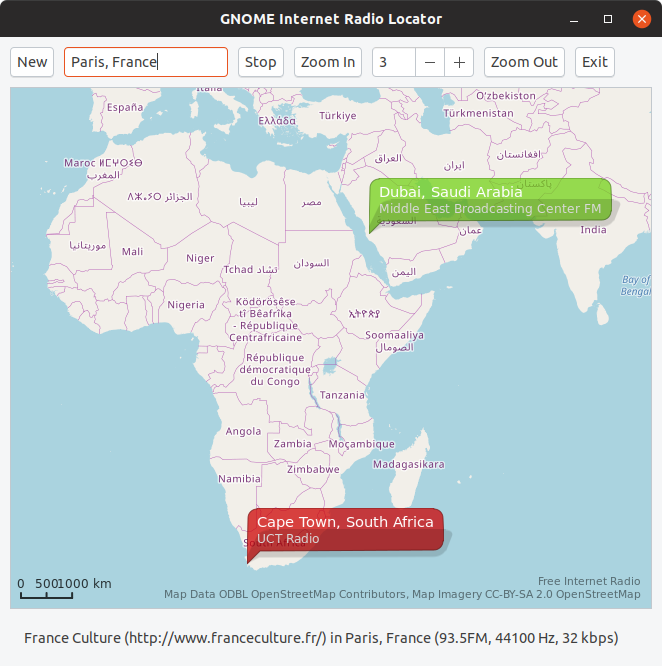 GNOME Internet Radio Locator
New Paris, France Stop Zoom In 3 Zoom Out Exit
España
Ελλάδα
Türkiye
O'zbekiston
Türkmenistan
Maroc ⵍⵎⵖⵔⵉⴱ
المغرب
العراق
ایران
افغانستان
Dubai, Saudi Arabia
Middle East Broadcasting Center FM
ليبيا
مصر
السعودية
عمان
India
موريتانيا
Mali
Niger
Tchad تشاد
السودان
اليمن
Bay of
Bengal
Nigeria
Ködörösêse
tî Bêafrîka
- République
Centrafricaine
ኢትዮጵያ
Soomaaliya
الصومال
République
démocratique
du Congo
Tanzania
Angola
Zambia
Moçambique
Zimbabwe
Madagasikara
Namibia
Cape Town, South Africa
UCT Radio
0 500 1000 km
Free Internet Radio
Map Data ODBL OpenStreetMap Contributors, Map Imagery CC-BY-SA 2.0 OpenStreetMap
France Culture (http://www.franceculture.fr/) in Paris, France (93.5FM, 44100 Hz, 32 kbps)